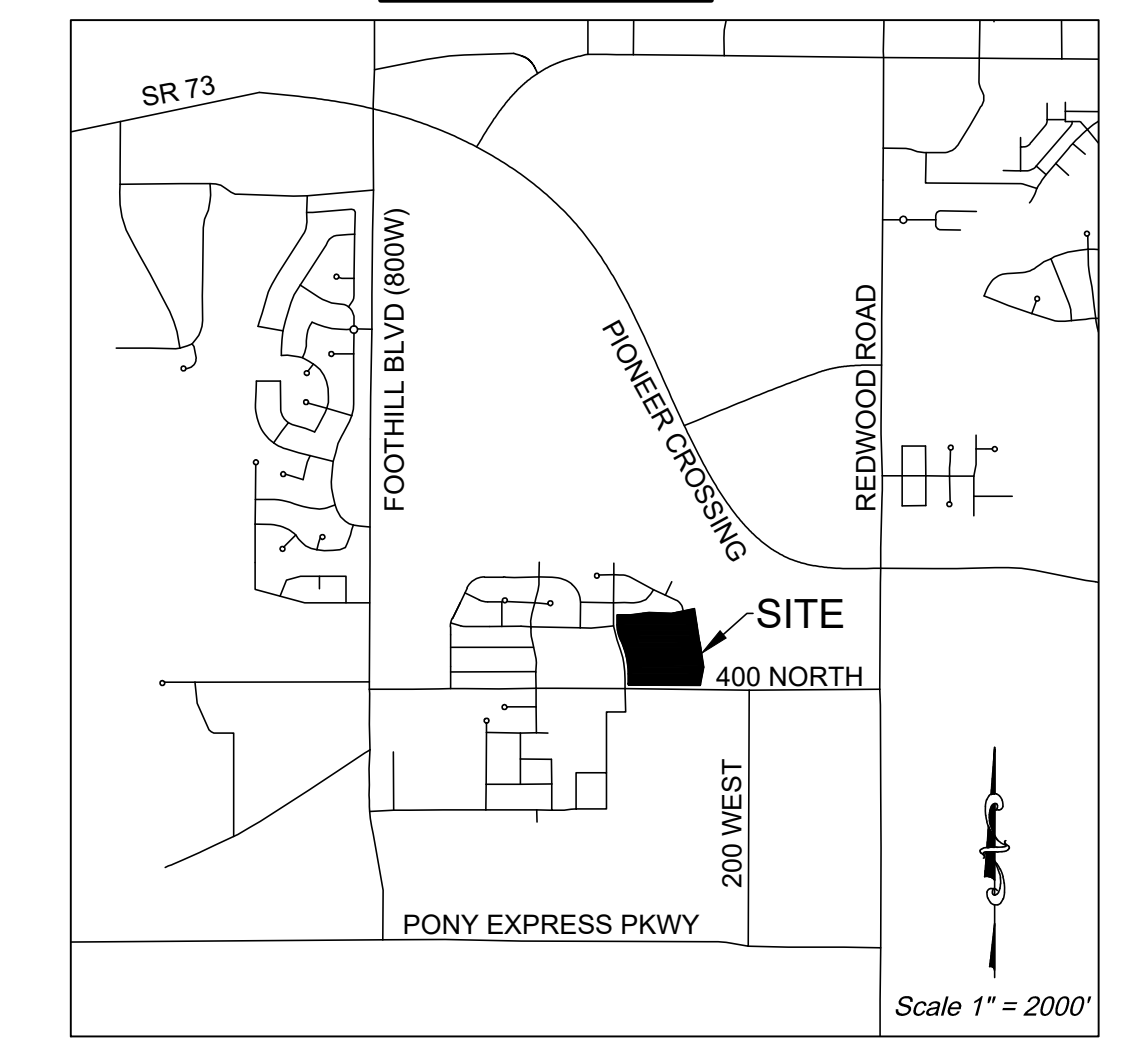 SR 73
FOOTHILL BLVD (800W)
PIONEER CROSSING
REDWOOD ROAD
SITE
400 NORTH
200 WEST
PONY EXPRESS PKWY
Scale 1" = 2000'